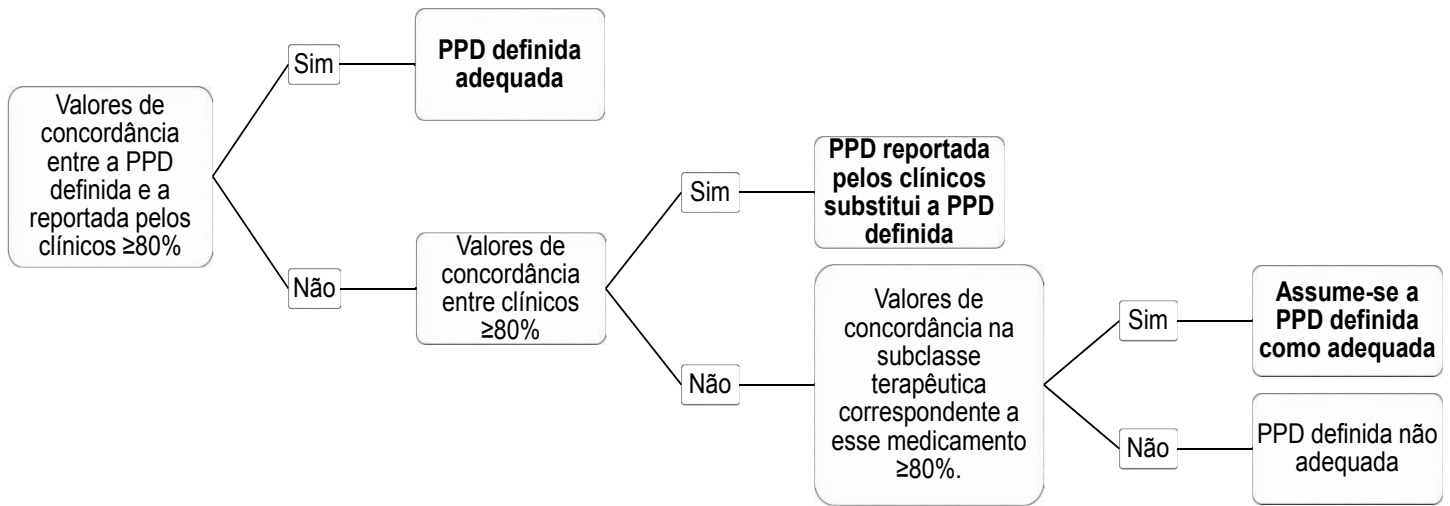 Valores de
concordância
entre a PPD
definida e a
reportada pelos
clínicos ≥80%
Sim
PPD definida
adequada
Não
Valores de
concordância
entre clínicos
≥80%
Sim
PPD reportada
pelos clínicos
substitui a PPD
definida
Não
Valores de
concordância na
subclasse
terapêutica
correspondente a
esse medicamento
≥80%.
Sim
Assume-se a
PPD definida
como adequada
Não
PPD definida não
adequada